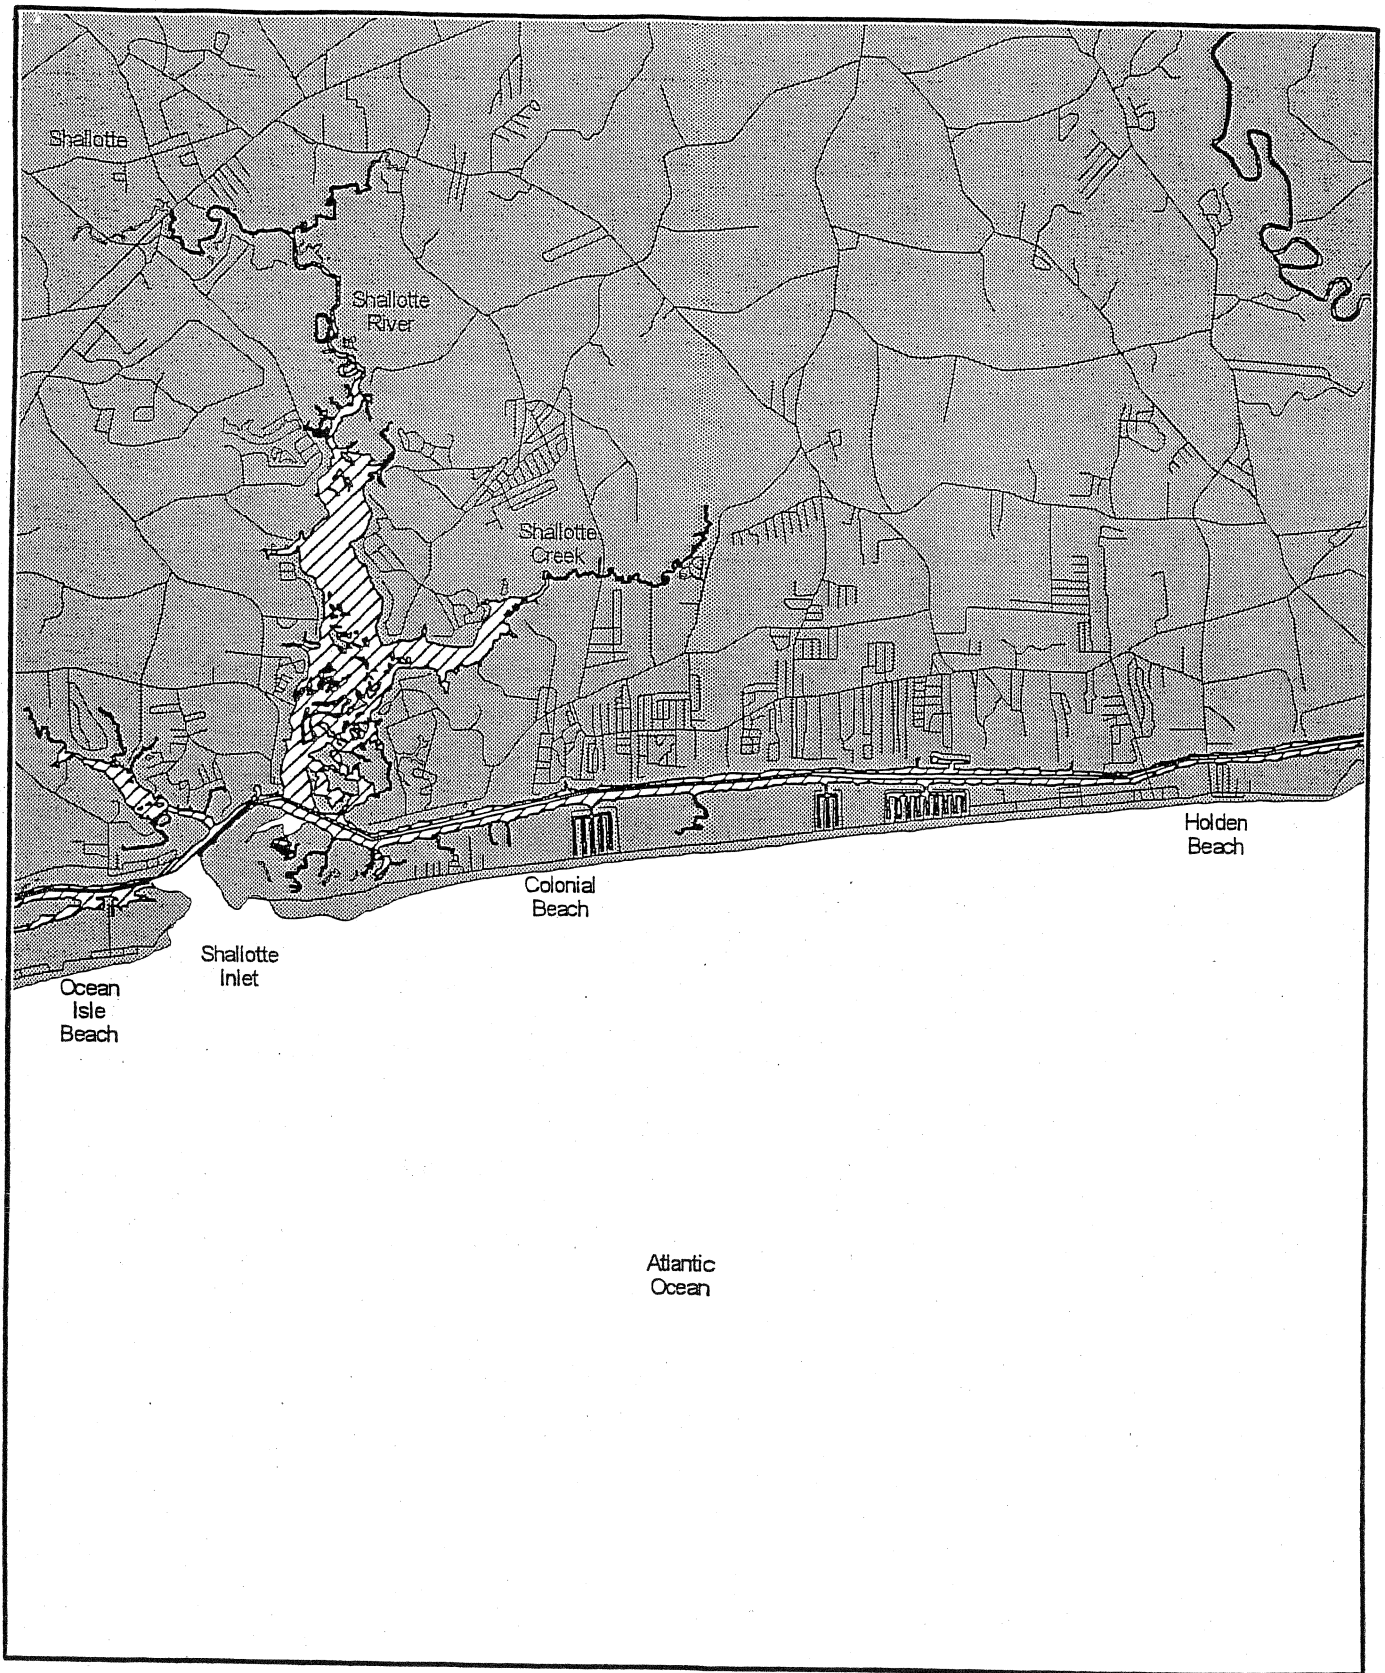 Shallotte
Shallotte
River
Shallotte
Creek
Holden
Beach
Colonial
Beach
Shallotte
Inlet
Ocean
Isle
Beach
Atlantic
Ocean